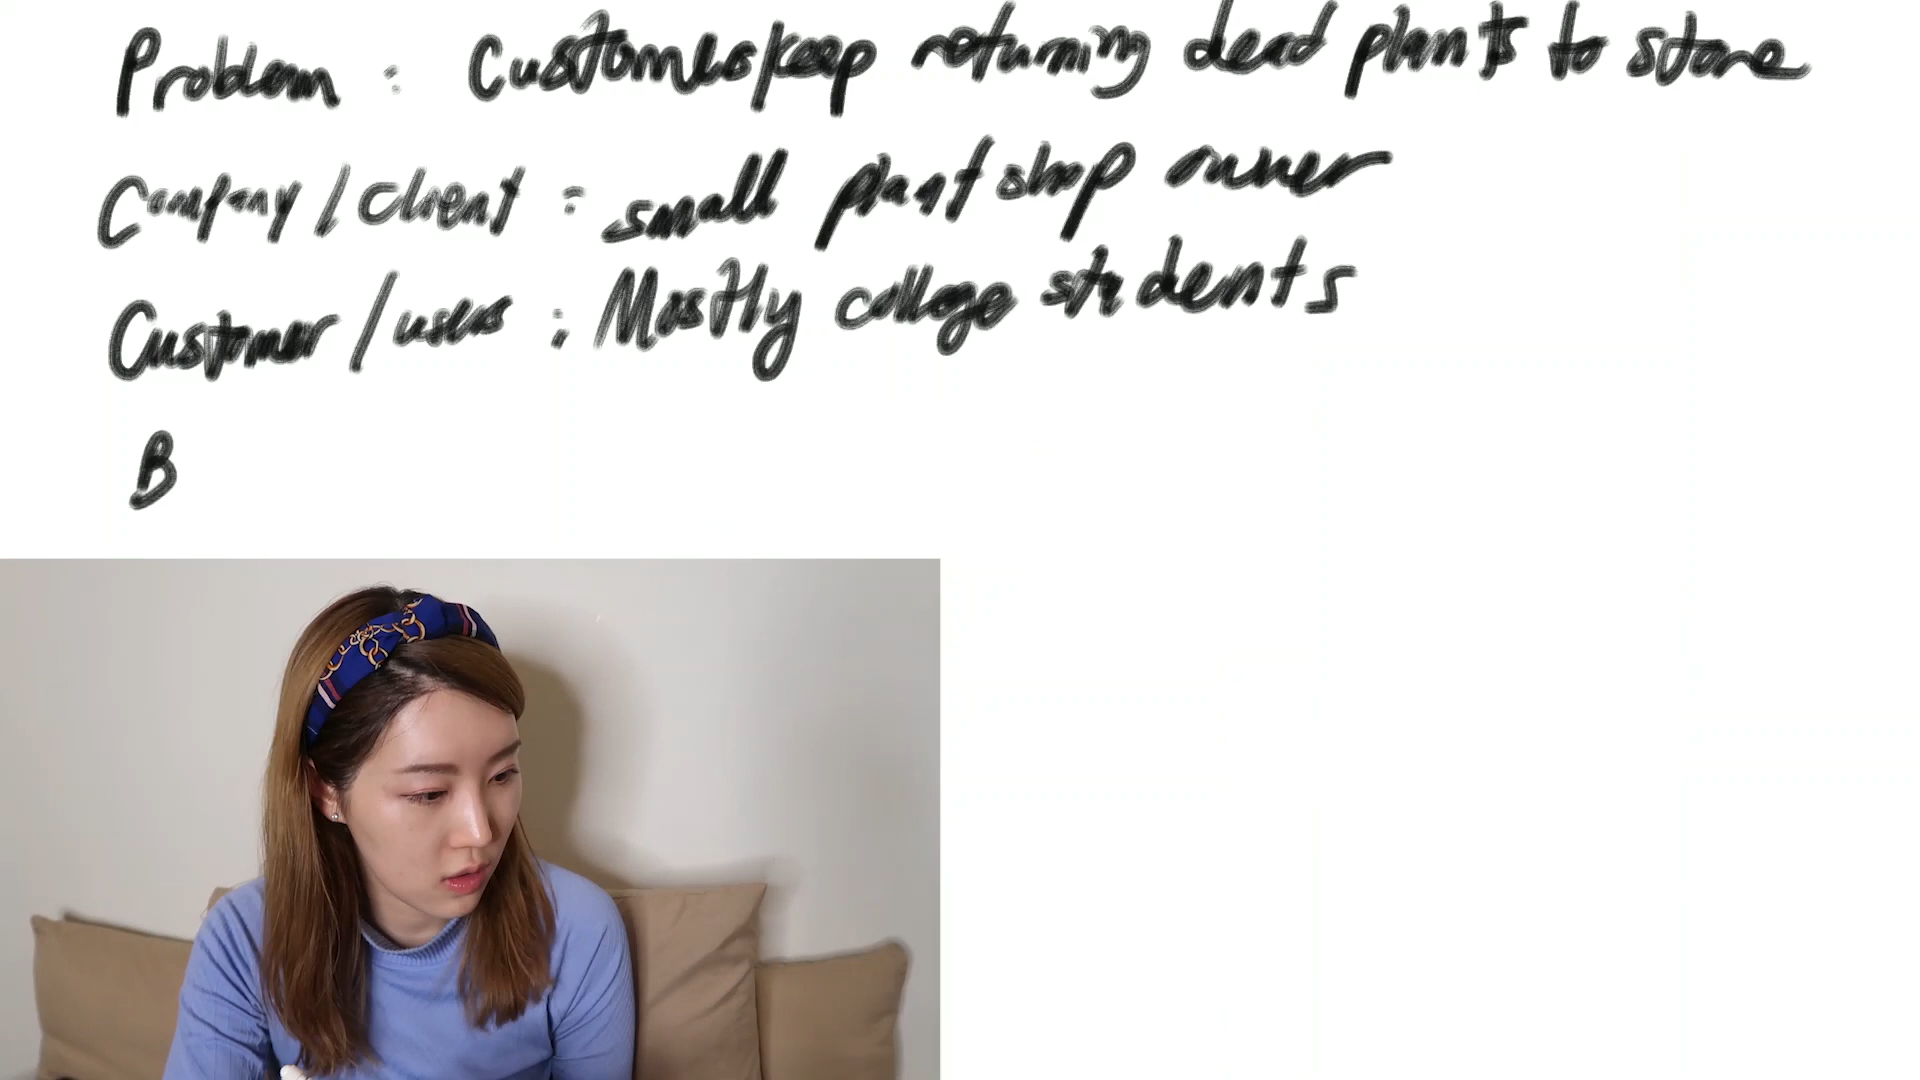 Problem : Customers keep returning dead plants to store
Company / client : small plant shop owner
Customer / users : Mostly college students
B